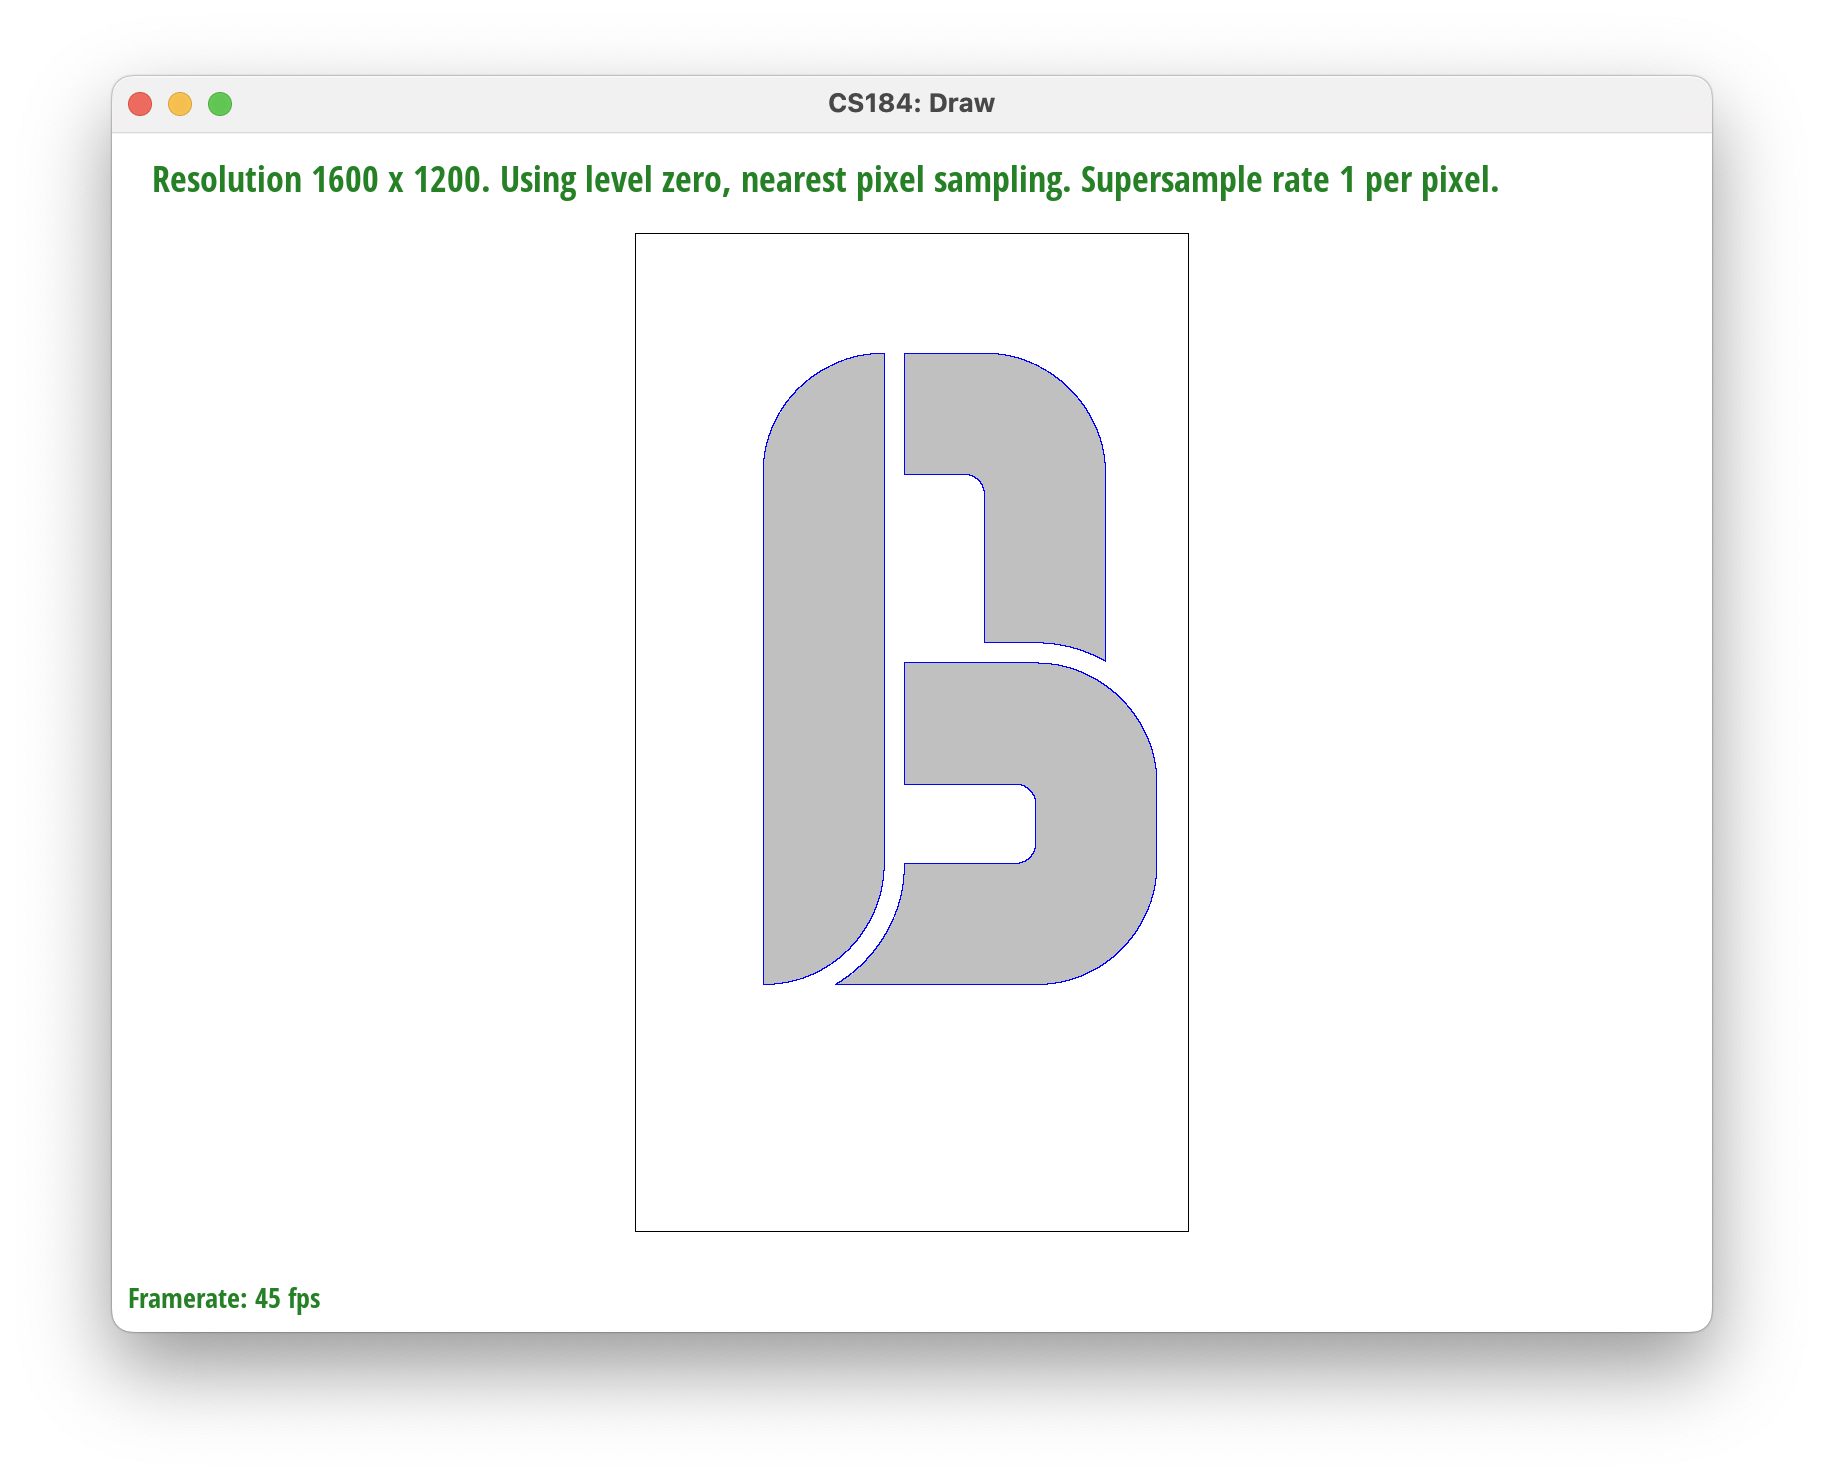 CS184: Draw
Resolution 1600 x 1200. Using level zero, nearest pixel sampling. Supersample rate 1 per pixel.
B
Framerate: 45 fps